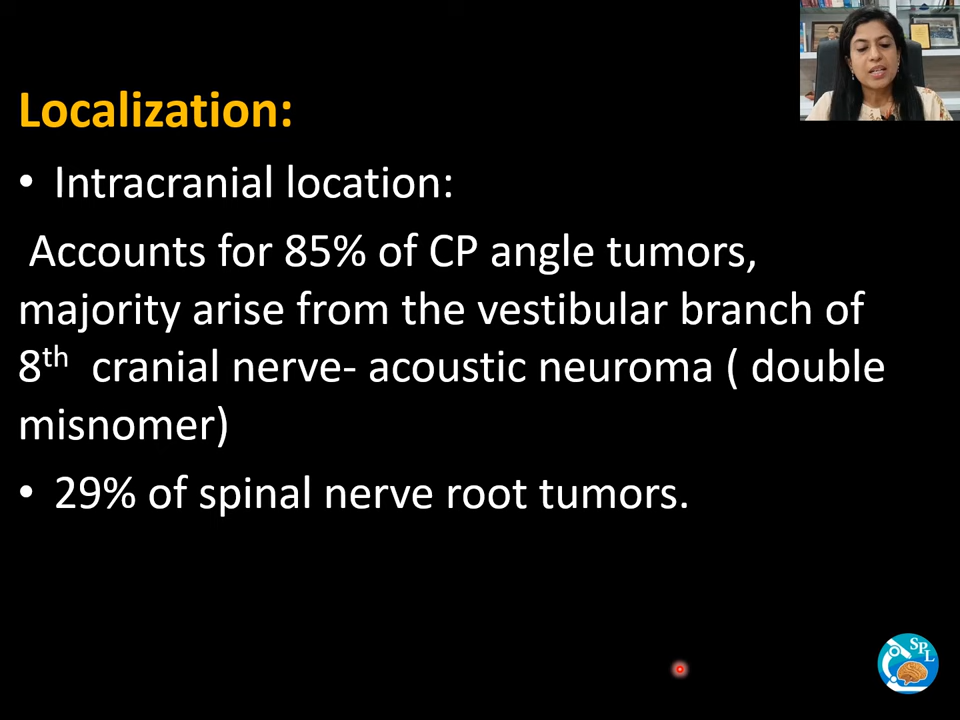 Localization:
• Intracranial location:
Accounts for 85% of CP angle tumors,
majority arise from the vestibular branch of
8th cranial nerve- acoustic neuroma ( double
misnomer)
• 29% of spinal nerve root tumors.
SPL